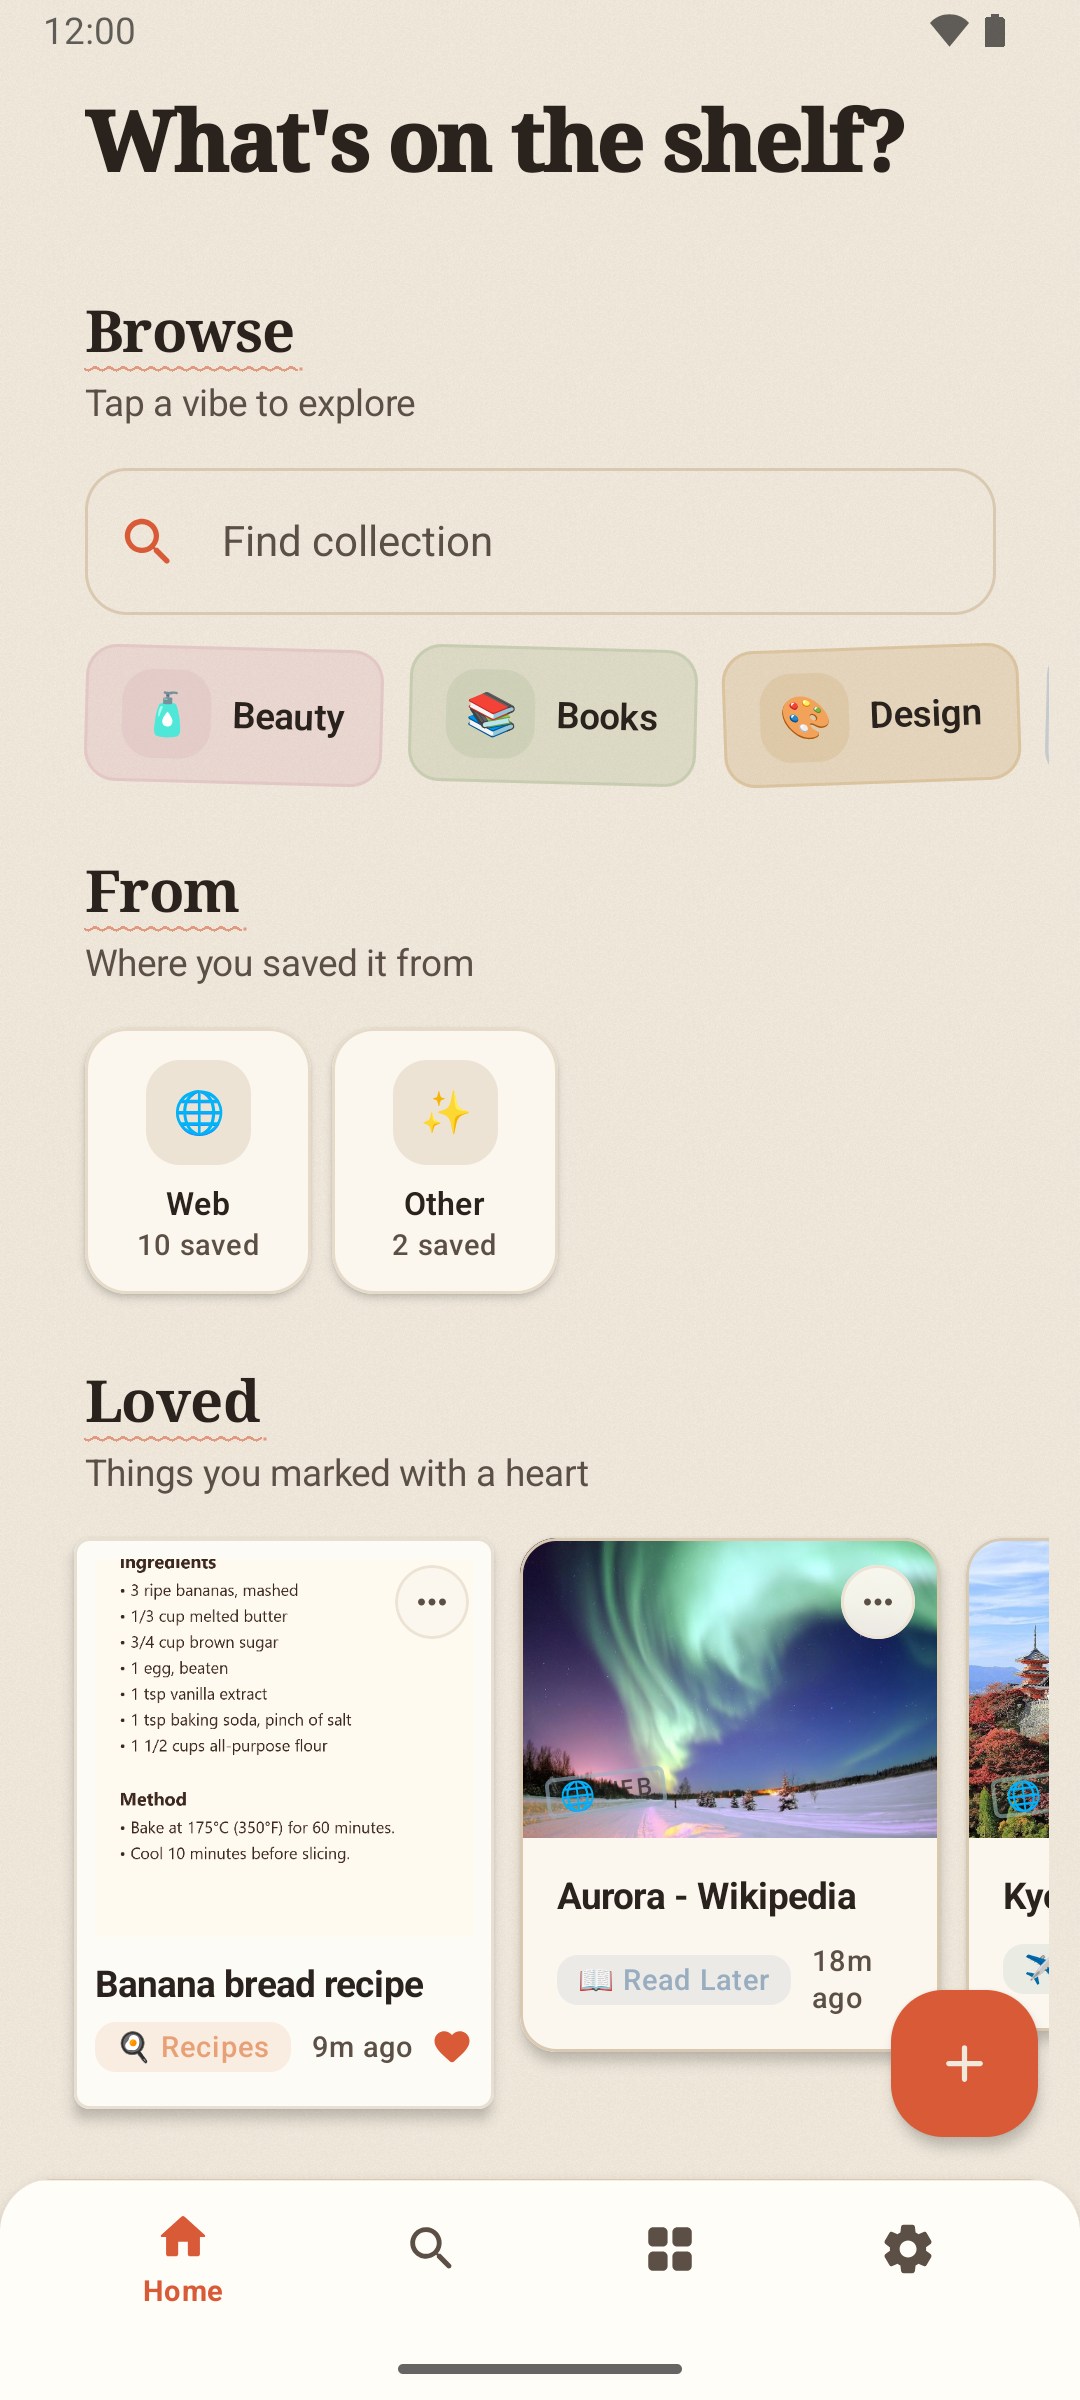 12:00
What's on the shelf?
Browse
Tap a vibe to explore
Find collection
Beauty
Books
Design
From
Where you saved it from
Web
10 saved
Other
2 saved
Loved
Things you marked with a heart
Ingredients
• 3 ripe bananas, mashed
• 1/3 cup melted butter
• 3/4 cup brown sugar
• 1 egg, beaten
• 1 tsp vanilla extract
• 1 tsp baking soda, pinch of salt
• 1 1/2 cups all-purpose flour
Method
• Bake at 175°C (350°F) for 60 minutes.
• Cool 10 minutes before slicing.
Banana bread recipe
Recipes
9m ago
Aurora - Wikipedia
Read Later
18m
ago
Home